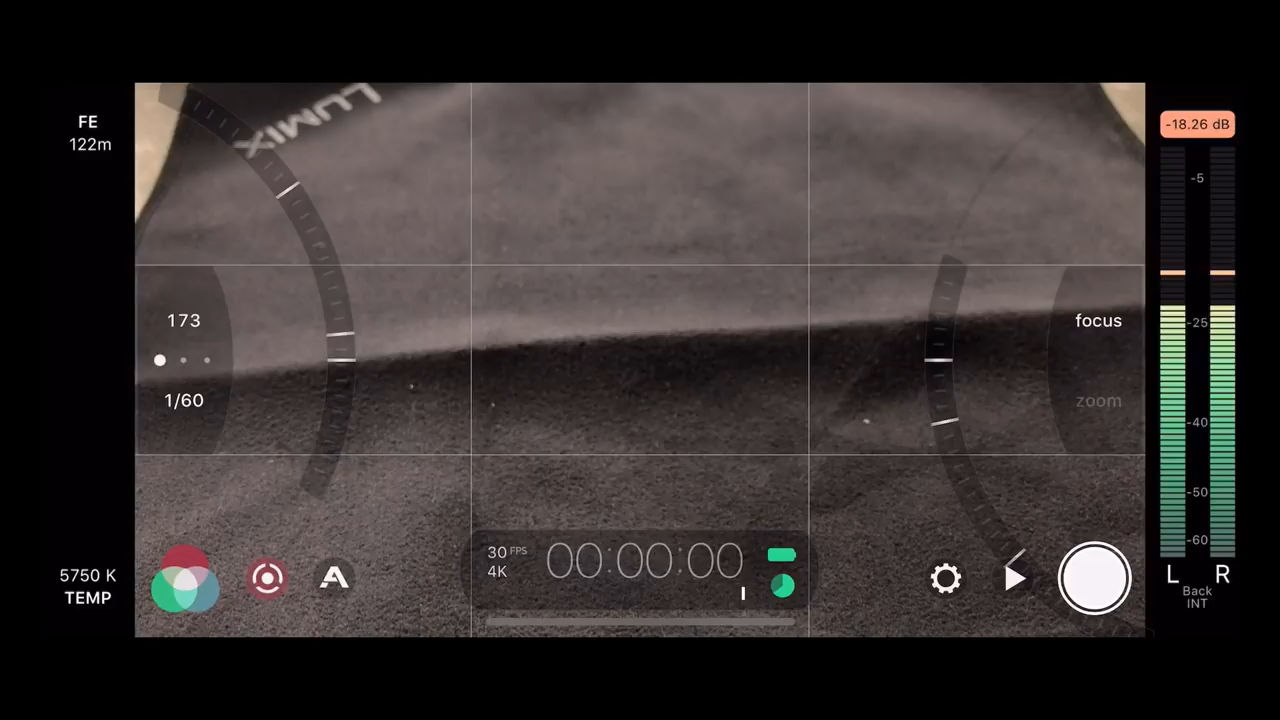 FE
122m
LUMIX
-18.26 dB
-5
173
focus
-25
1/60
zoom
-40
-50
30 FPS
4K
00:00:00
-60
5750 K
TEMP
A
L R
Back
INT